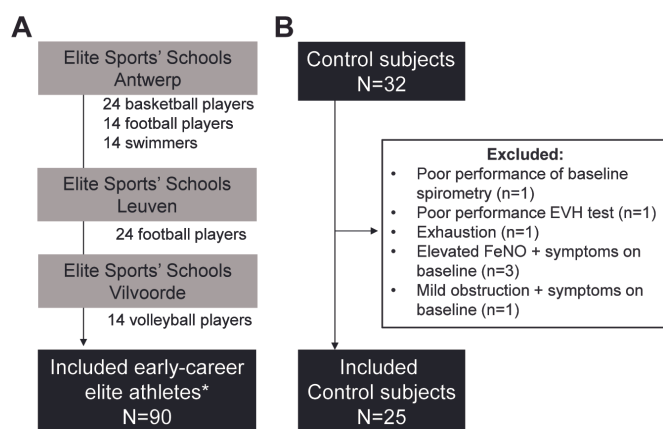 A
Elite Sports' Schools
Antwerp
24 basketball players
14 football players
14 swimmers
Elite Sports' Schools
Leuven
24 football players
Elite Sports' Schools
Vilvoorde
14 volleyball players
Included early-career
elite athletes*
N=90
B
Control subjects
N=32
Excluded:
• Poor performance of baseline
spirometry (n=1)
• Poor performance EVH test (n=1)
• Exhaustion (n=1)
• Elevated FeNO + symptoms on
baseline (n=3)
• Mild obstruction + symptoms on
baseline (n=1)
Included
Control subjects
N=25